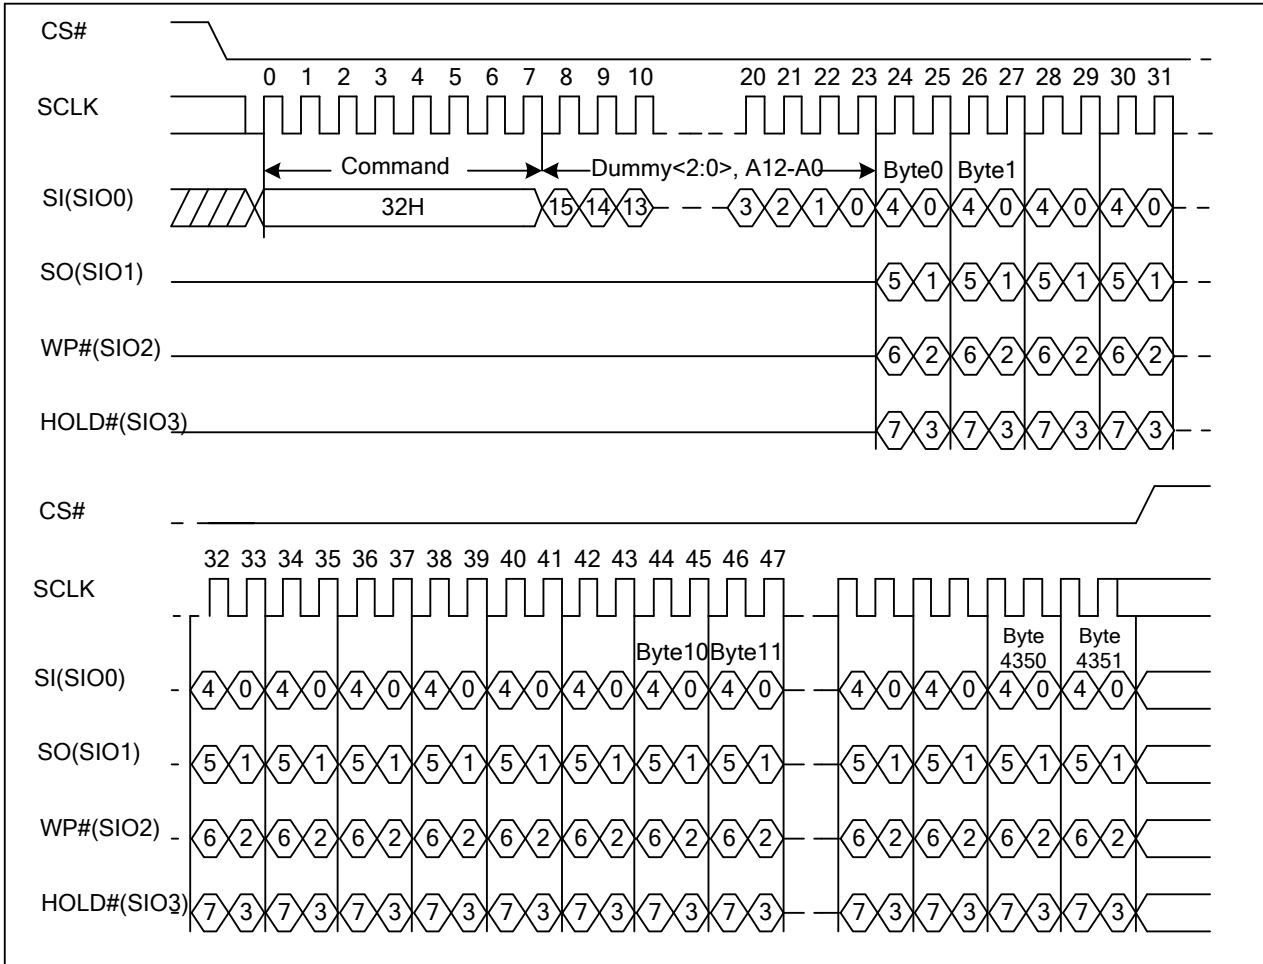 CS#
0 1 2 3 4 5 6 7 8 9 10 20 21 22 23 24 25 26 27 28 29 30 31
SCLK
Command Dummy<2:0>, A12-A0 Byte0 Byte1
SI(SIO0) 32H 15 14 13 3 2 1 0 4 0 4 0 4 0 4 0
SO(SIO1) 5 1 5 1 5 1 5 1
WP#(SIO2) 6 2 6 2 6 2 6 2
HOLD#(SIO3) 7 3 7 3 7 3 7 3
CS#
32 33 34 35 36 37 38 39 40 41 42 43 44 45 46 47
SCLK
Byte10 Byte11 Byte 4350 Byte 4351
SI(SIO0) 4 0 4 0 4 0 4 0 4 0 4 0 4 0 4 0 4 0 4 0 4 0 4 0
SO(SIO1) 5 1 5 1 5 1 5 1 5 1 5 1 5 1 5 1 5 1 5 1 5 1 5 1
WP#(SIO2) 6 2 6 2 6 2 6 2 6 2 6 2 6 2 6 2 6 2 6 2 6 2 6 2
HOLD#(SIO3) 7 3 7 3 7 3 7 3 7 3 7 3 7 3 7 3 7 3 7 3 7 3 7 3